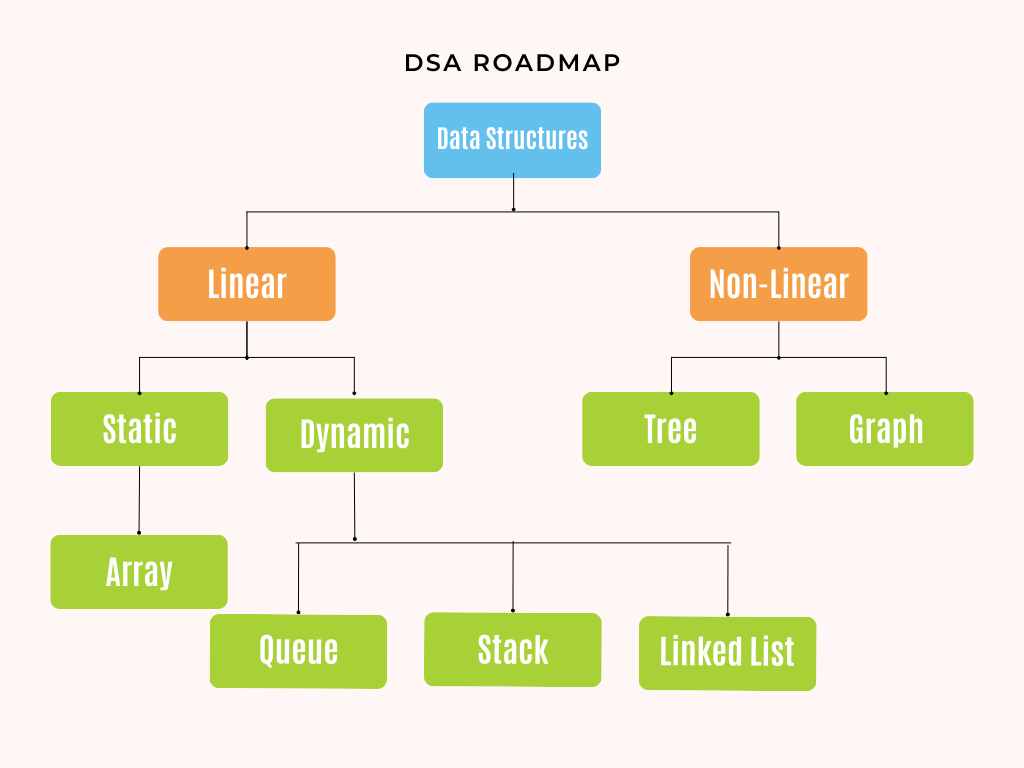 DSA ROADMAP
Data Structures
Linear
Non-Linear
Static
Dynamic
Tree
Graph
Array
Queue
Stack
Linked List